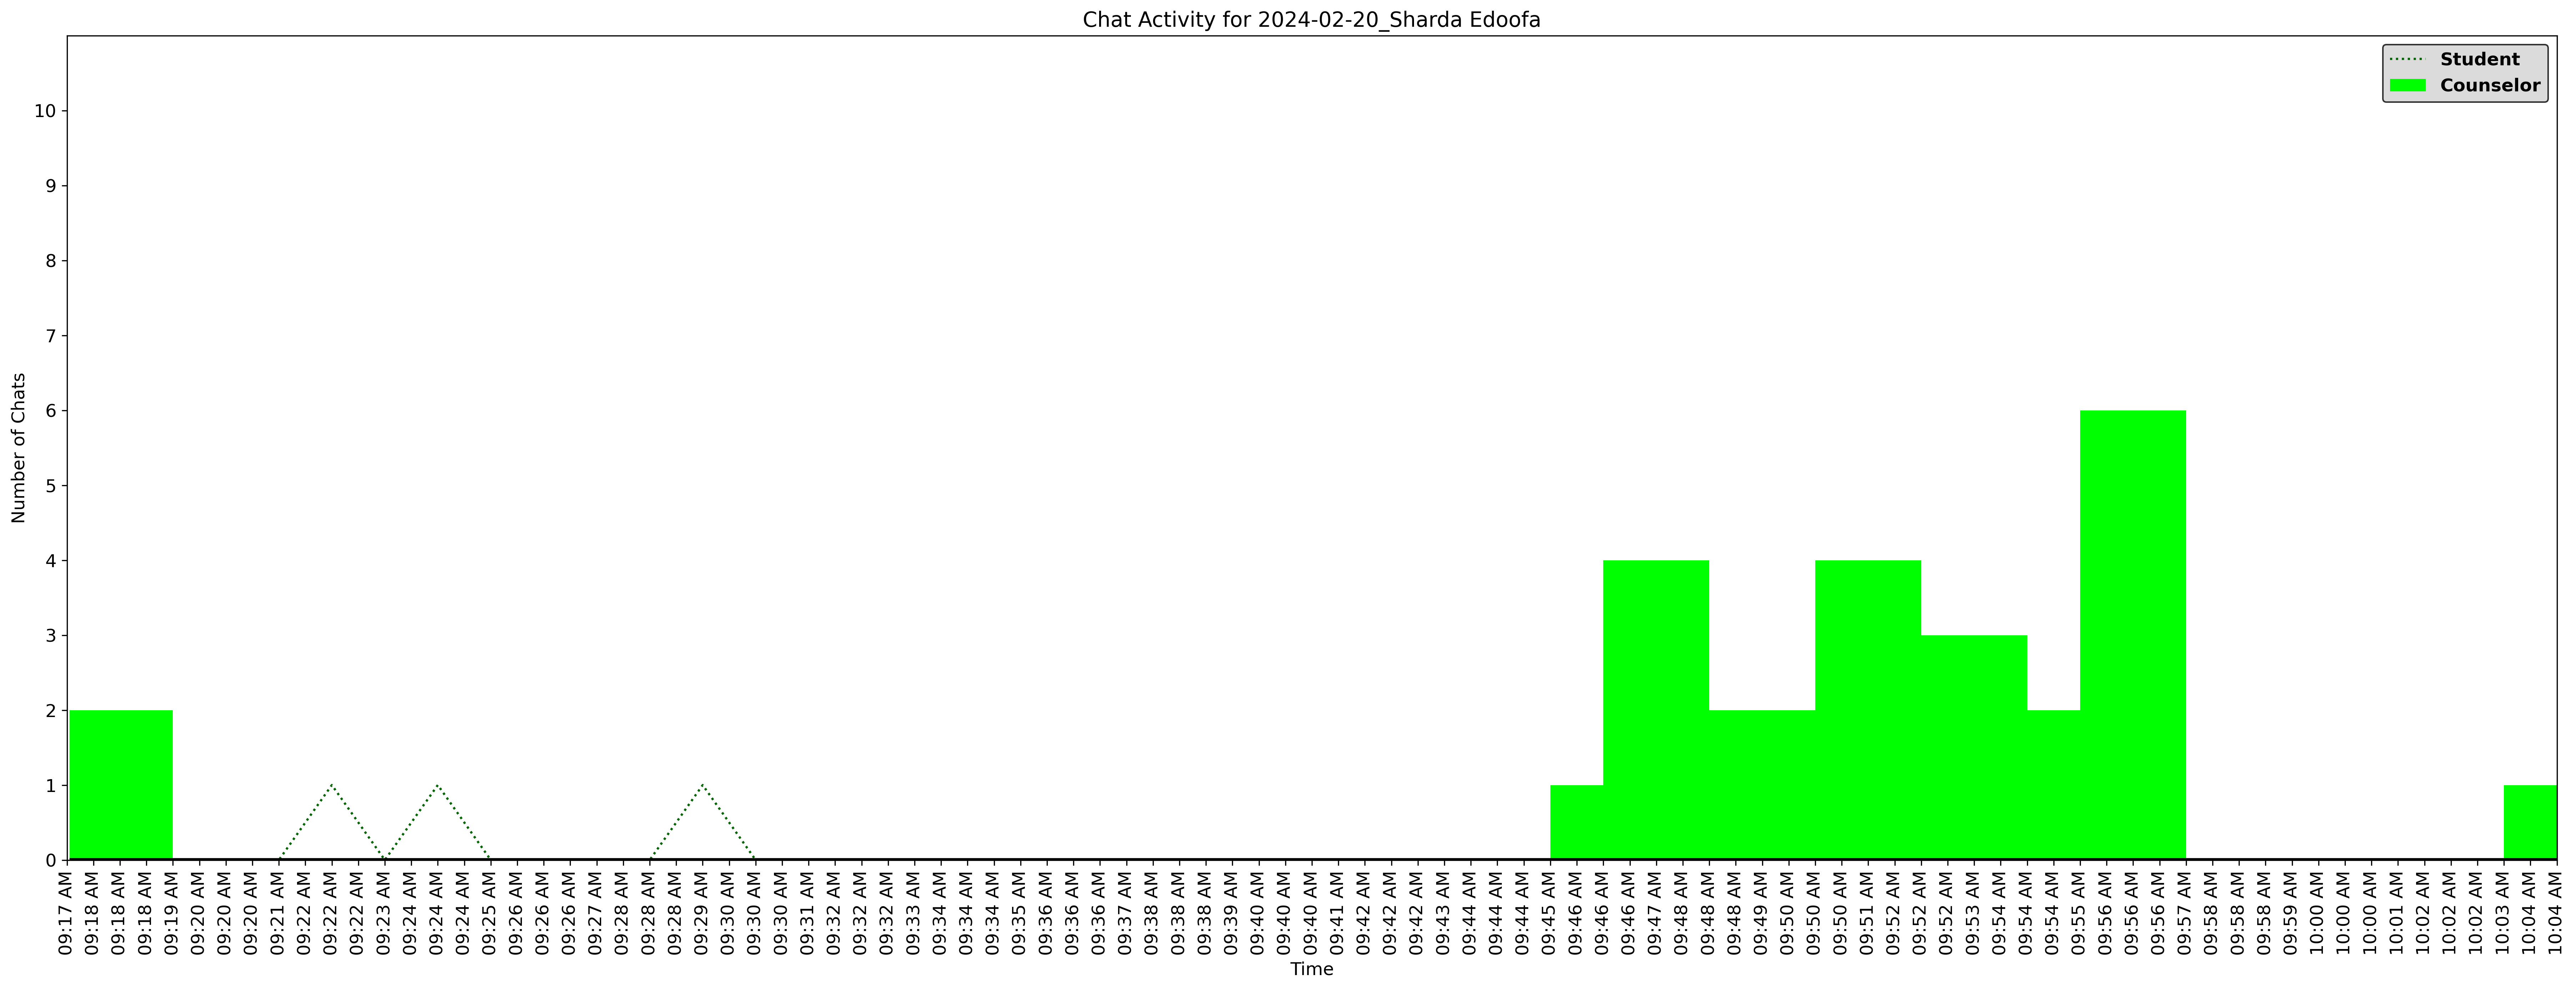 Chat Activity for 2024-02-20_Sharda Edoofa
Student
Counselor
10
9
8
7
6
5
4
3
2
1
0
Number of Chats
09:17 AM
09:18 AM
09:18 AM
09:18 AM
09:19 AM
09:20 AM
09:20 AM
09:20 AM
09:21 AM
09:22 AM
09:22 AM
09:22 AM
09:23 AM
09:24 AM
09:24 AM
09:24 AM
09:25 AM
09:26 AM
09:26 AM
09:26 AM
09:27 AM
09:28 AM
09:28 AM
09:28 AM
09:29 AM
09:30 AM
09:30 AM
09:30 AM
09:31 AM
09:32 AM
09:32 AM
09:32 AM
09:33 AM
09:34 AM
09:34 AM
09:34 AM
09:35 AM
09:36 AM
09:36 AM
09:36 AM
09:37 AM
09:38 AM
09:38 AM
09:38 AM
09:39 AM
09:40 AM
09:40 AM
09:40 AM
09:41 AM
09:42 AM
09:42 AM
09:42 AM
09:43 AM
09:44 AM
09:44 AM
09:44 AM
09:45 AM
09:46 AM
09:46 AM
09:46 AM
09:47 AM
09:48 AM
09:48 AM
09:48 AM
09:49 AM
09:50 AM
09:50 AM
09:50 AM
09:51 AM
09:52 AM
09:52 AM
09:52 AM
09:53 AM
09:54 AM
09:54 AM
09:54 AM
09:55 AM
09:56 AM
09:56 AM
09:56 AM
09:57 AM
09:58 AM
09:58 AM
09:58 AM
09:59 AM
10:00 AM
10:00 AM
10:00 AM
10:01 AM
10:02 AM
10:02 AM
10:02 AM
10:03 AM
10:04 AM
10:04 AM
Time